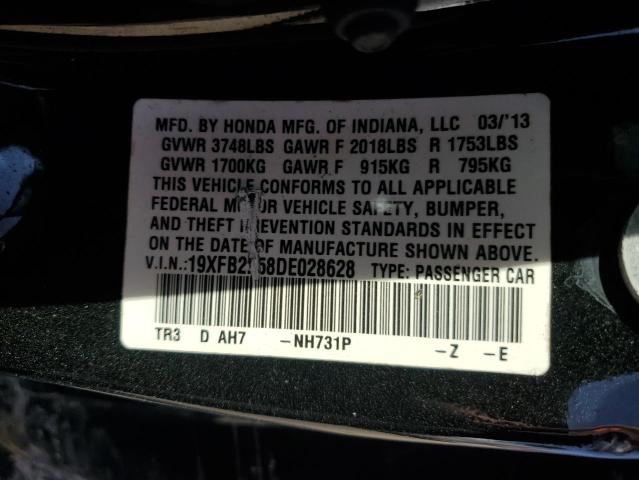 MFD. BY HONDA MFG. OF INDIANA, LLC 03/'13
GVWR 3748LBS GAWR F 2018LBS R 1753LBS
GVWR 1700KG GAWR F 915KG R 795KG
THIS VEHICLE CONFORMS TO ALL APPLICABLE
FEDERAL VEHICLE SAFETY, BUMPER,
AND THEFT STANDARDS IN EFFECT
ON THE DATE OF MANUFACTURE SHOWN ABOVE.
V.I.N.: TYPE: PASSENGER CAR
TR3 D AH7 -NH731P -Z -E